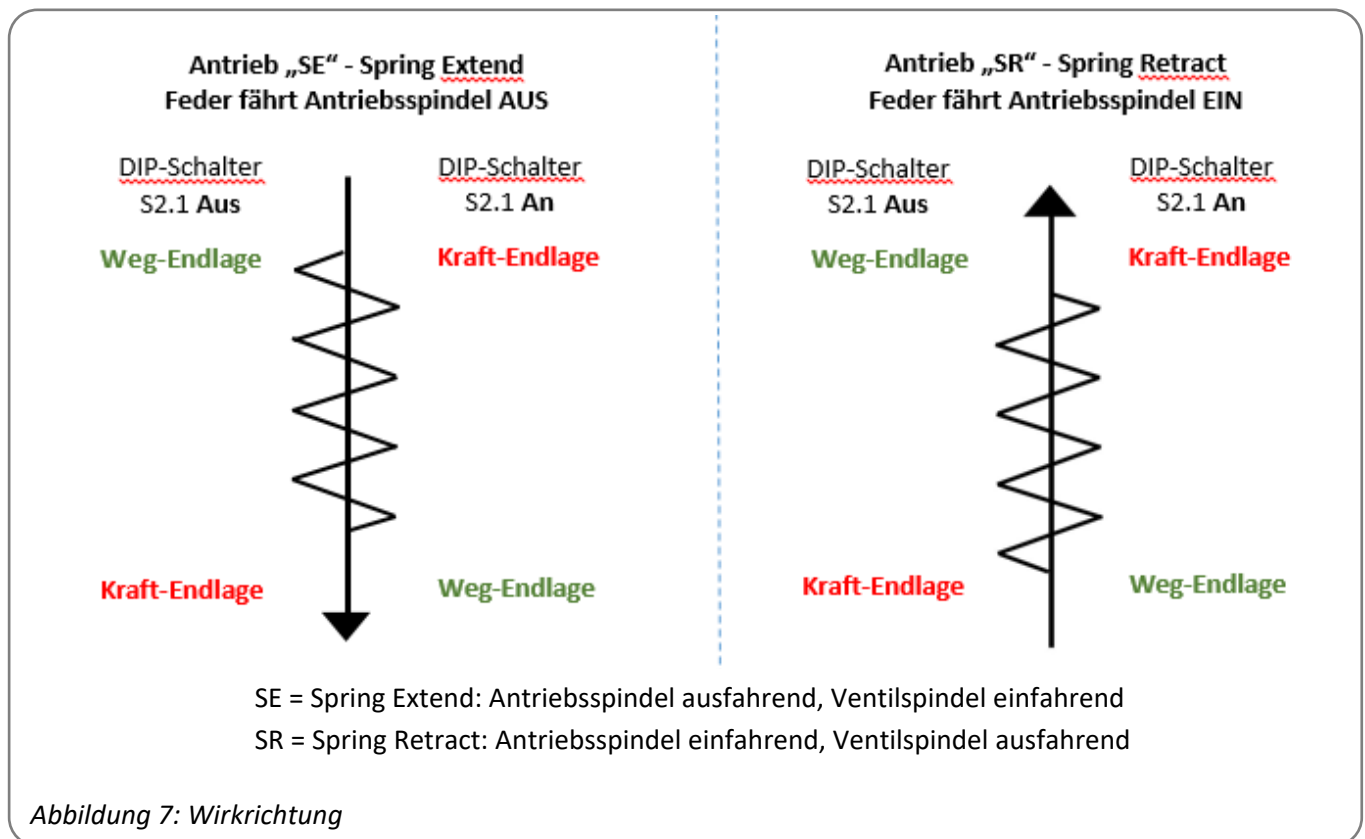 Antrieb „SE“ - Spring Extend
Feder fährt Antriebsspindel AUS
DIP-Schalter
S2.1 Aus
Weg-Endlage
Kraft-Endlage
DIP-Schalter
S2.1 An
Kraft-Endlage
Weg-Endlage
Antrieb „SR“ - Spring Retract
Feder fährt Antriebsspindel EIN
DIP-Schalter
S2.1 Aus
Weg-Endlage
Kraft-Endlage
DIP-Schalter
S2.1 An
Kraft-Endlage
Weg-Endlage
SE = Spring Extend: Antriebsspindel ausfahrend, Ventilspindel einfahrend
SR = Spring Retract: Antriebsspindel einfahrend, Ventilspindel ausfahrend
Abbildung 7: Wirkrichtung